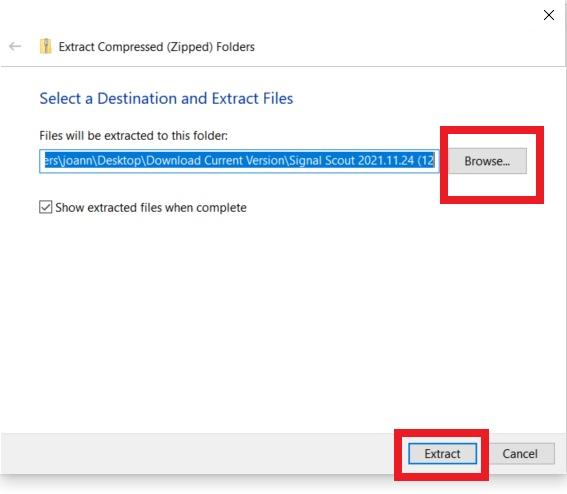 Extract Compressed (Zipped) Folders
Select a Destination and Extract Files
Files will be extracted to this folder:
ers\joann\Desktop\Download Current Version\Signal Scout 2021.11.24 (12
Browse...
Show extracted files when complete
Extract
Cancel